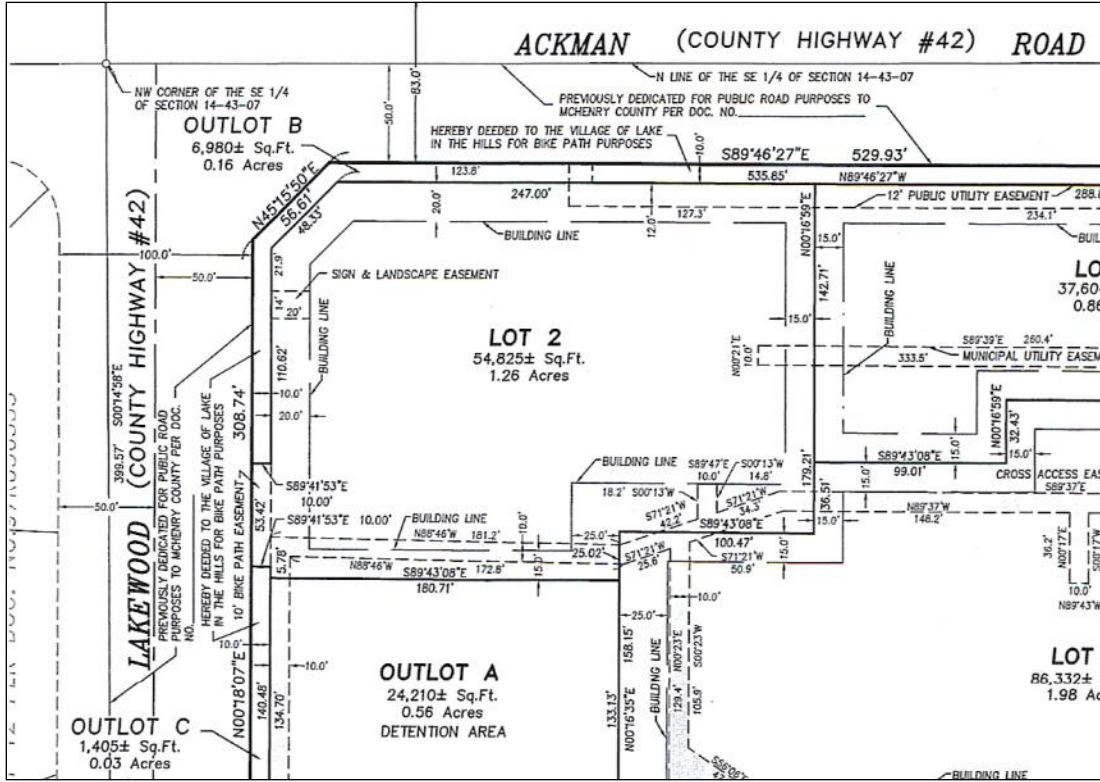 ACKMAN (COUNTY HIGHWAY #42) ROAD
NW CORNER OF THE SE 1/4
OF SECTION 14-43-07
N LINE OF THE SE 1/4 OF SECTION 14-43-07
PREVIOUSLY DEDICATED FOR PUBLIC ROAD PURPOSES TO
MCHENRY COUNTY PER DOC. NO.
50.0'
83.0'
OUTLOT B
6,980± Sq.Ft.
0.16 Acres
HEREBY DEEDED TO THE VILLAGE OF LAKE
IN THE HILLS FOR BIKE PATH PURPOSES
10.0'
S89°46'27"E 529.93'
123.8'
535.85' N89°46'27"W
N45°15'50"E
56.61'
48.33'
247.00'
20.0'
12.0'
127.3'
12' PUBLIC UTILITY EASEMENT
288.
234.1'
BUILDING LINE
BUIL
N00°16'59"E
15.0'
142.71'
100.0'
50.0'
21.9'
SIGN & LANDSCAPE EASEMENT
14'
20'
BUILDING LINE
LOT 2
54,825± Sq.Ft.
1.26 Acres
15.0'
BUILDING LINE
LO
37,60
0.86
N00°21'E
10.0'
S89°39'E 260.4'
333.5'
MUNICIPAL UTILITY EASEM
LAKEWOOD (COUNTY HIGHWAY #42)
399.57' S00°14'58"E
PREVIOUSLY DEDICATED FOR PUBLIC ROAD
PURPOSES TO MCHENRY COUNTY PER DOC.
NO.
HEREBY DEEDED TO THE VILLAGE OF LAKE
IN THE HILLS FOR BIKE PATH PURPOSES
308.74'
110.62'
10.0'
20.0'
N00°16'59"E
32.43'
15.0'
15.0'
S89°43'08"E
99.01'
CROSS ACCESS EAS
S89°37'E
179.21'
36.51'
15.0'
15.0'
BUILDING LINE
S89°47'E
10.0'
S00°13'W
14.8'
18.2' S00°13'W
S71°21'W
34.3'
S71°21'W
42.2'
S89°43'08"E
100.47'
N89°37'W
148.2'
50.0'
10' BIKE PATH EASEMENT
53.42'
S89°41'53"E
10.00'
S89°41'53"E 10.00'
BUILDING LINE
N88°46'W 181.2'
10.0'
25.0'
25.02'
S71°21'W
25.6'
S71°21'W
50.9'
15.0'
5.78'
N88°46'W 172.8'
S89°43'08"E
180.71'
15.0'
36.2'
N00°17'E
S00°17'W
10.0'
N89°43'W
10.0'
25.0'
10.0'
10.0'
N00°18'07"E
140.48'
134.70'
OUTLOT A
24,210± Sq.Ft.
0.56 Acres
DETENTION AREA
133.13'
N00°16'35"E 158.15'
BUILDING LINE
129.4' N00°23'E
105.9' S00°23'W
LOT
86,332±
1.98 Ac
OUTLOT C
1,405± Sq.Ft.
0.03 Acres
BUILDING LINE